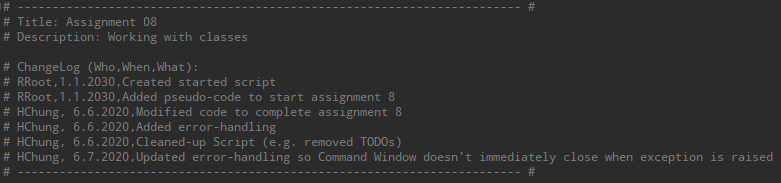 # ------------------------------------------------------------------------ #
# Title: Assignment 08
# Description: Working with classes
# ChangeLog (Who,When,What):
# RRoot,1.1.2030,Created started script
# RRoot,1.1.2030,Added pseudo-code to start assignment 8
# HChung, 6.6.2020,Modified code to complete assignment 8
# HChung, 6.6.2020,Added error-handling
# HChung, 6.6.2020,Cleaned-up Script (e.g. removed TODOs)
# HChung, 6.7.2020,Updated error-handling so Command Window doesn't immediately close when exception is raised
# ------------------------------------------------------------------------ #